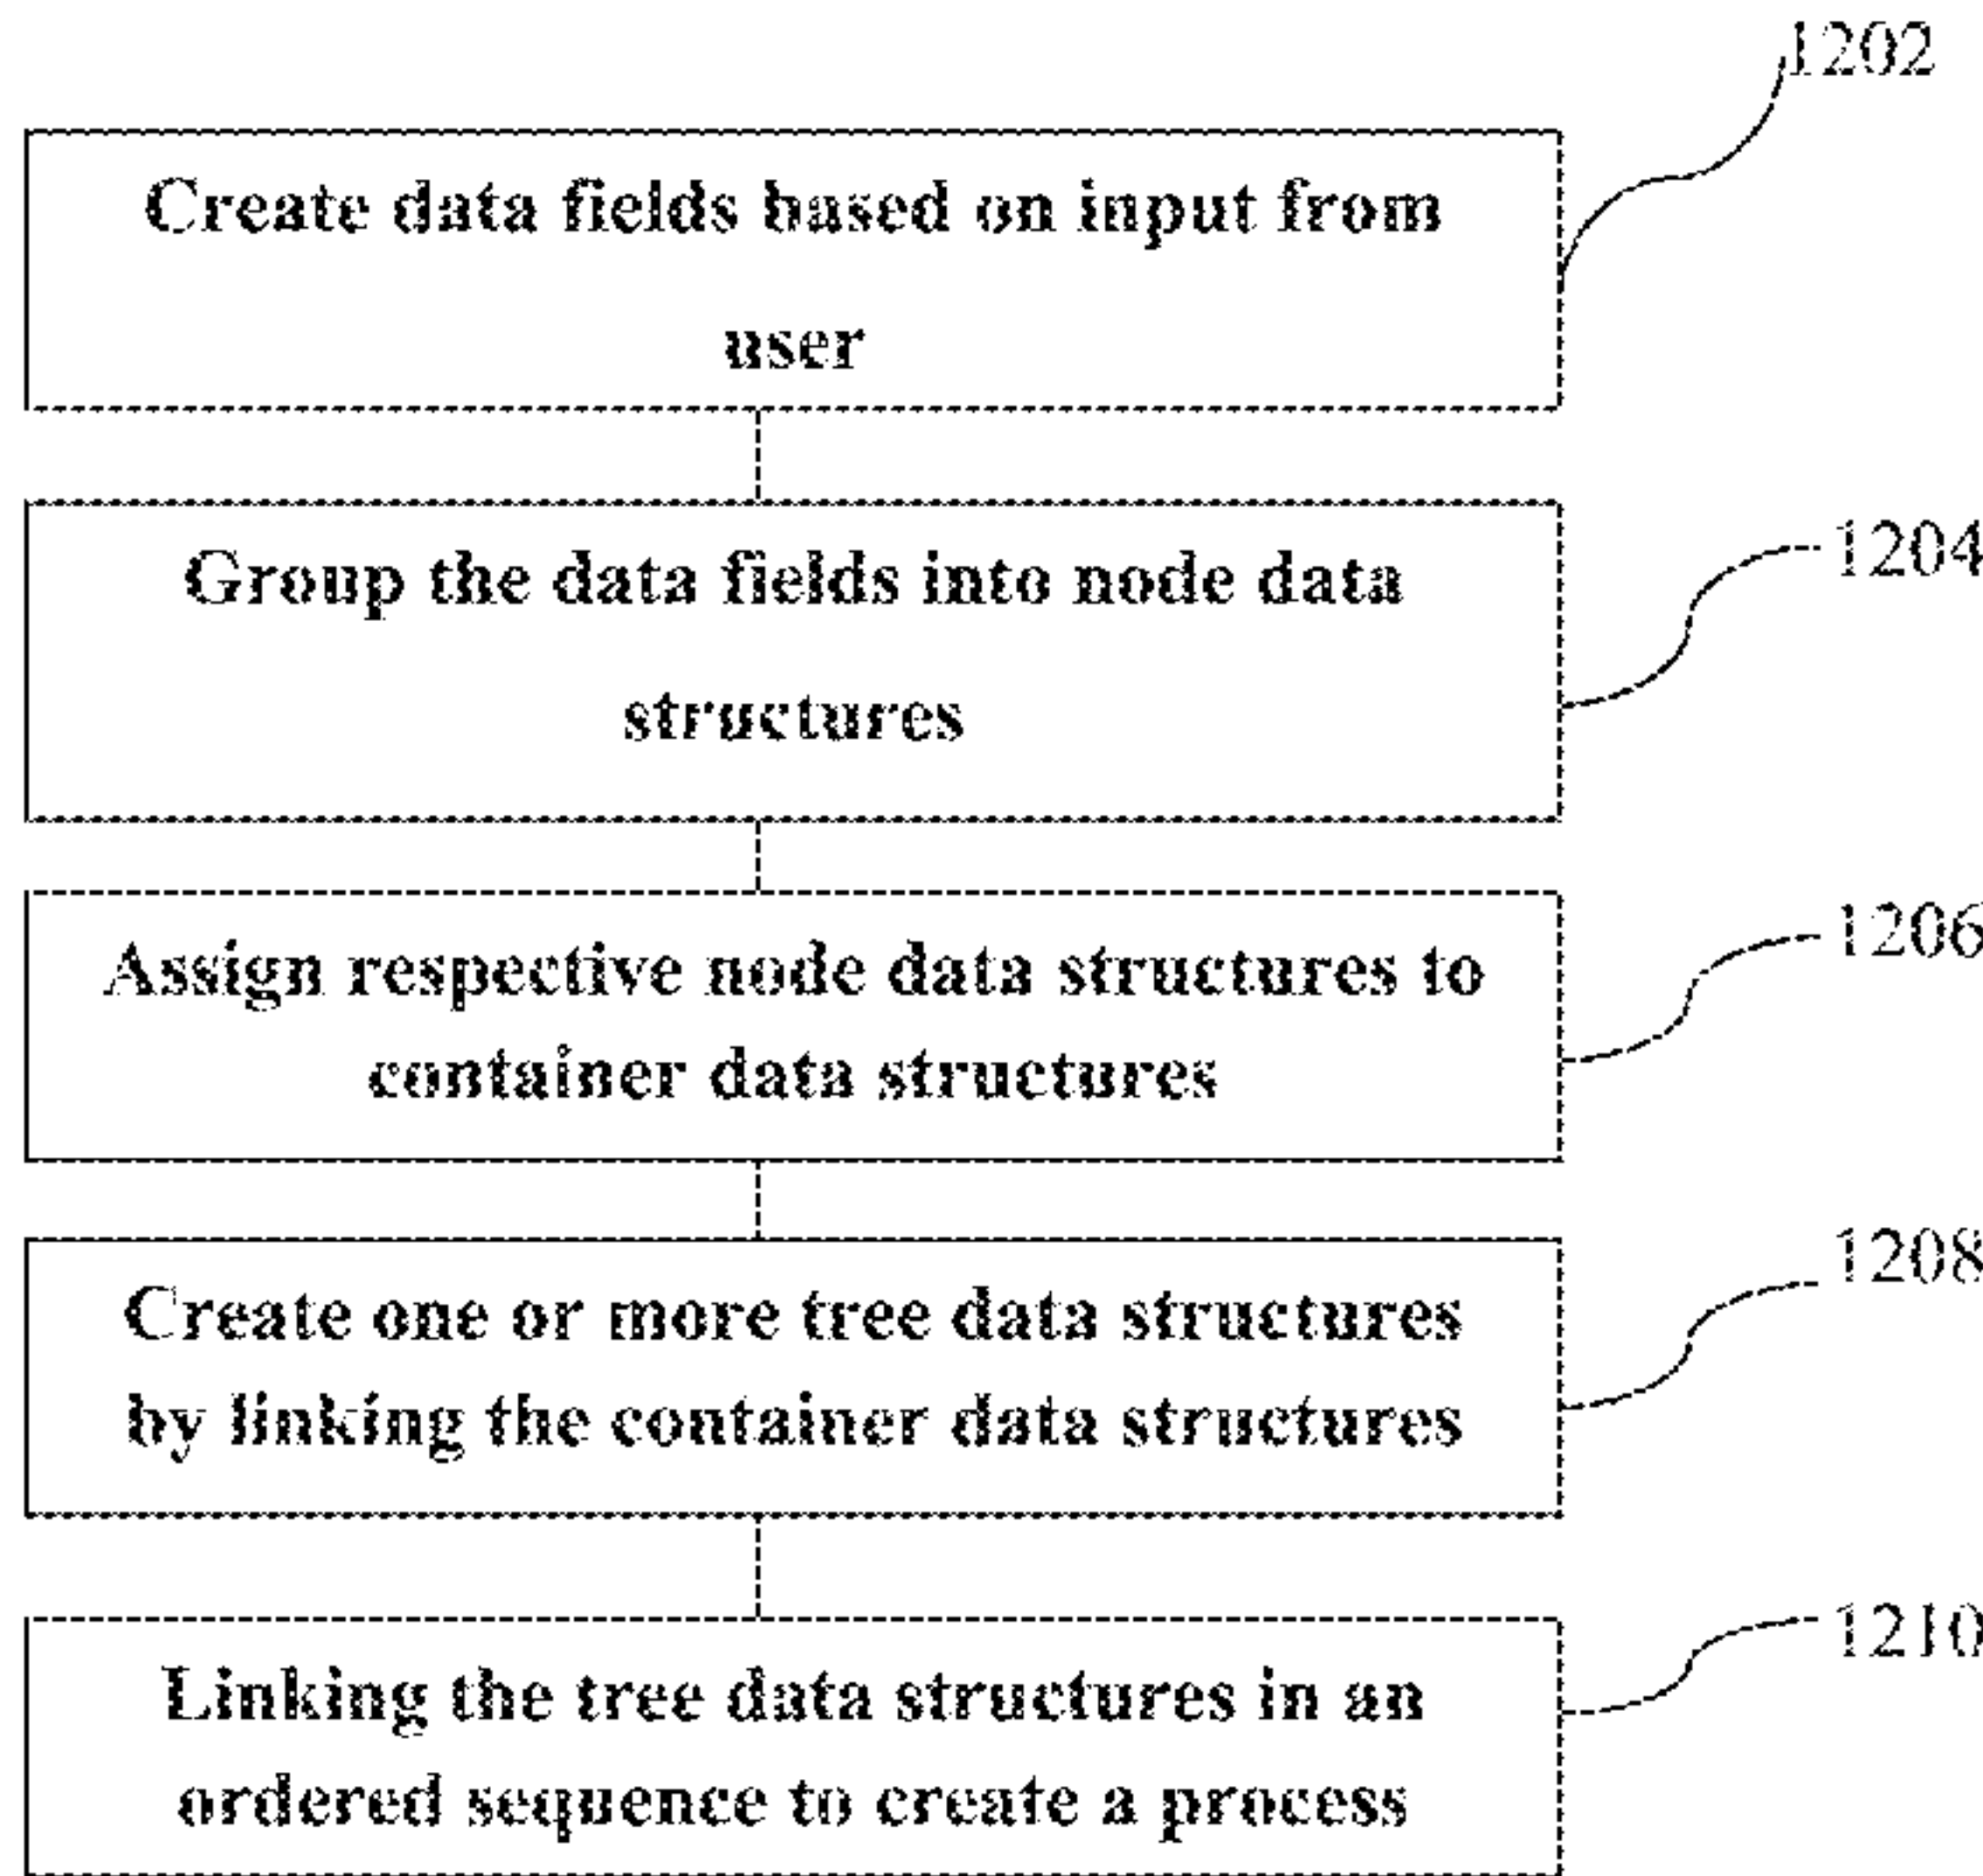 1202
Create data fields based on input from
user
Group the data fields into node data
structures
1204
Assign respective node data structures to
container data structures
1206
Create one or more tree data structures
by linking the container data structures
1208
Linking the tree data structures in an
ordered sequence to create a process
1210